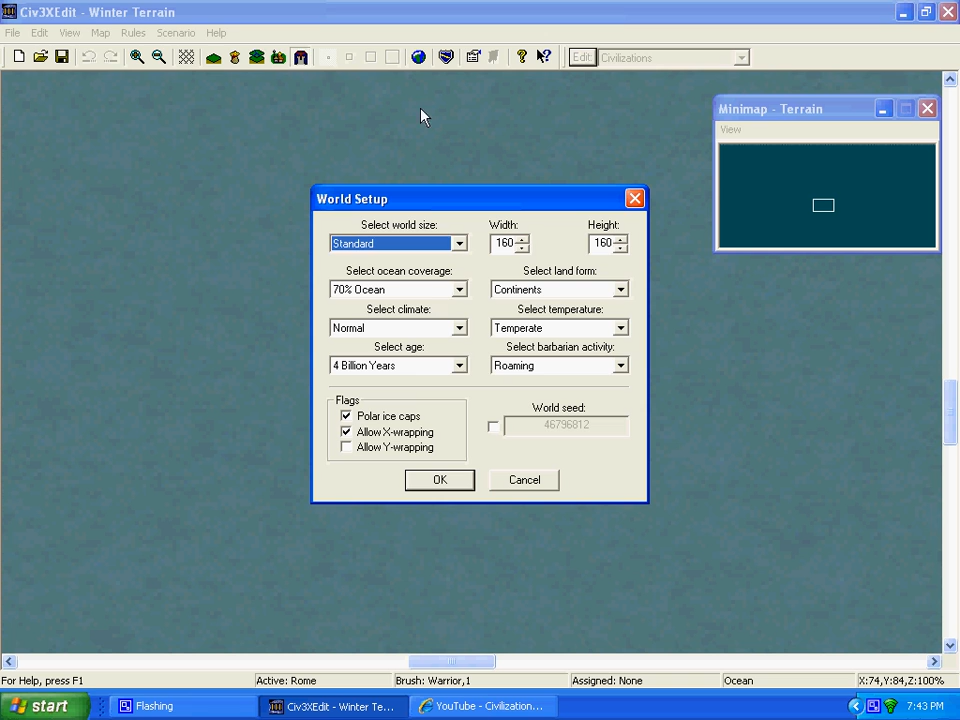 Civ3XEdit - Winter Terrain
File Edit View Map Rules Scenario Help
Edit Civilizations
Minimap - Terrain
View
World Setup
Select world size: Width: Height:
Standard 160 160
Select ocean coverage: Select land form:
70% Ocean Continents
Select climate: Select temperature:
Normal Temperate
Select age: Select barbarian activity:
4 Billion Years Roaming
Flags
Polar ice caps
Allow X-wrapping
Allow Y-wrapping
World seed:
46796812
OK Cancel
For Help, press F1 Active: Rome Brush: Warrior,1 Assigned: None Ocean X:74,Y:84,Z:100%
start Flashing Civ3XEdit - Winter Te... YouTube - Civilization... 7:43 PM